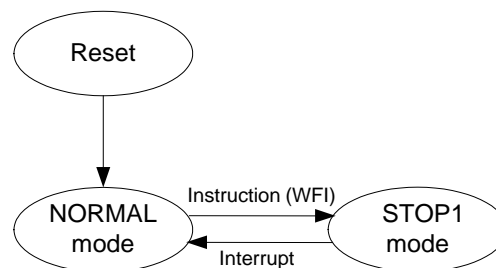 Reset
Instruction (WFI)
NORMAL
mode
STOP1
mode
Interrupt